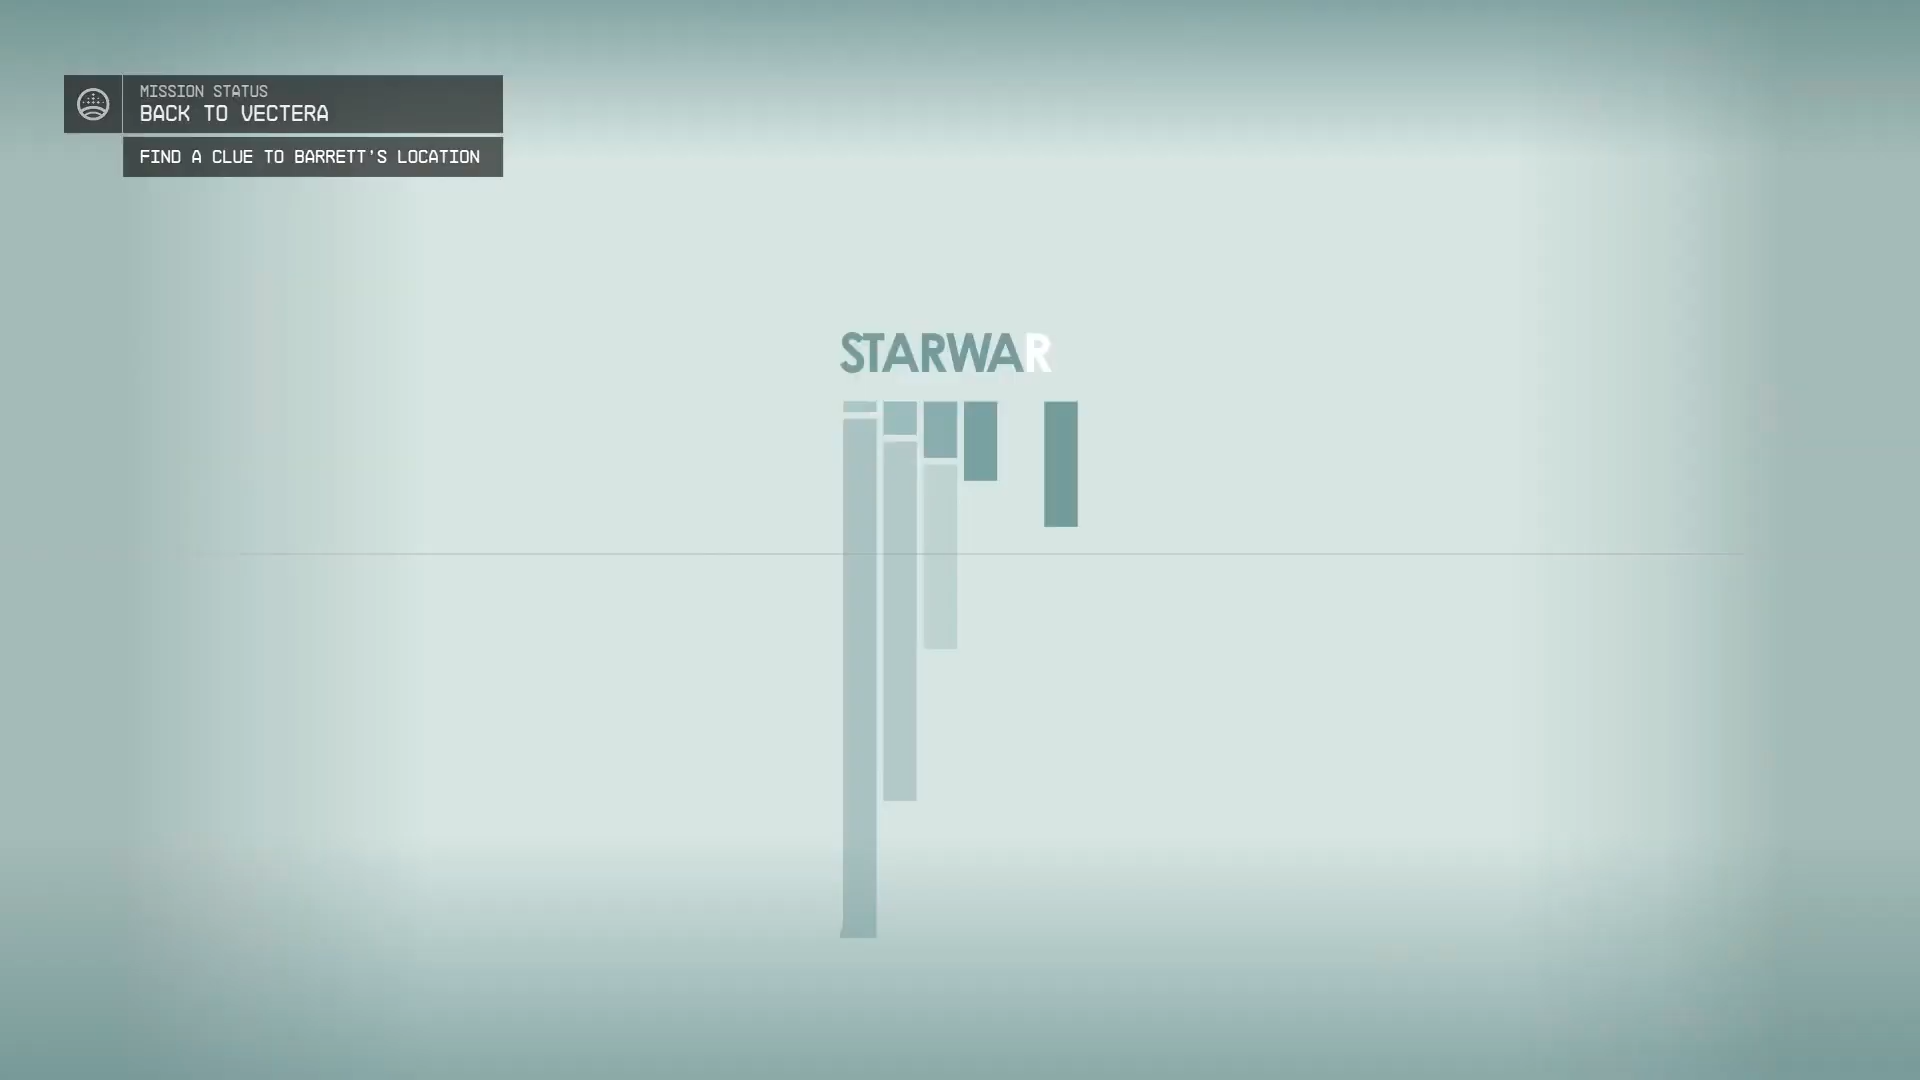 MISSION STATUS
BACK TO VECTERA
FIND A CLUE TO BARRETT'S LOCATION
STARWAR